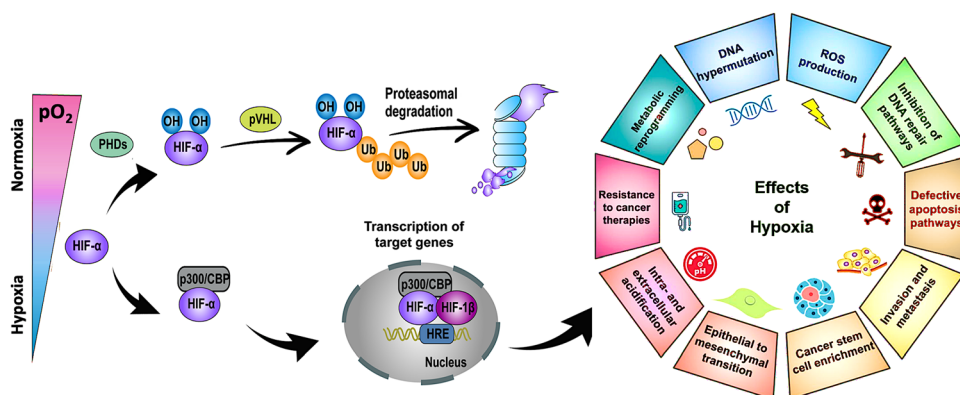 Normoxia
Hypoxia
pO2
PHDs
HIF-α
OH OH
HIF-α
pVHL
OH OH
HIF-α
Ub
Ub
Ub
Ub
Proteasomal
degradation
p300/CBP
HIF-α
Transcription of
target genes
p300/CBP
HIF-α
HIF-1β
HRE
Nucleus
Effects
of
Hypoxia
DNA
hypermutation
ROS
production
Inhibition of
DNA repair
pathways
Defective
apoptosis
pathways
Invasion and
metastasis
Cancer stem
cell enrichment
Epithelial to
mesenchymal
transition
Intra- and
extracellular
acidification
Resistance
to cancer
therapies
Metabolic
reprogramming
pH